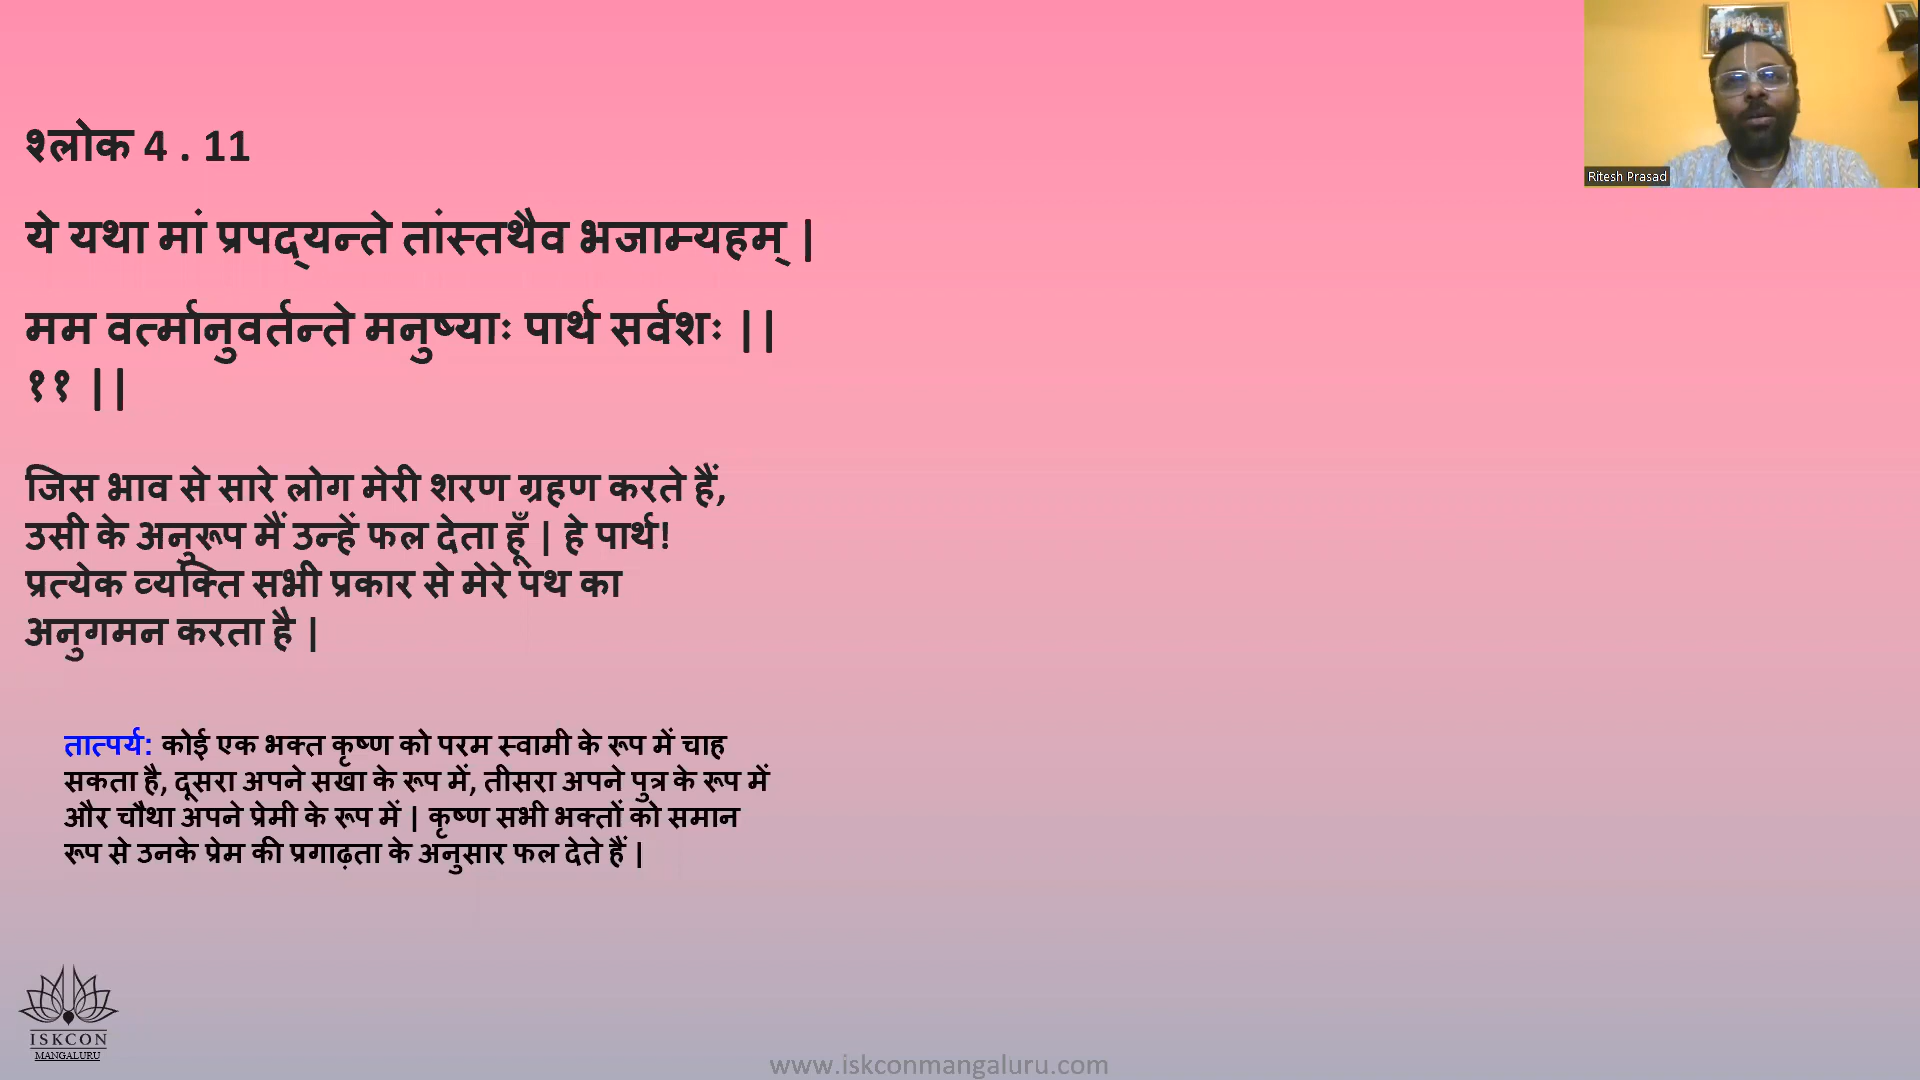 श्लोक 4 . 11
ये यथा मां प्रपद्यन्ते तांस्तथैव भजाम्यहम् |
मम वर्त्मानुवर्तन्ते मनुष्याः पार्थ सर्वशः ||
११ ||
जिस भाव से सारे लोग मेरी शरण ग्रहण करते हैं,
उसी के अनुरूप मैं उन्हें फल देता हूँ | हे पार्थ!
प्रत्येक व्यक्ति सभी प्रकार से मेरे पथ का
अनुगमन करता है |
तात्पर्य: कोई एक भक्त कृष्ण को परम स्वामी के रूप में चाह
सकता है, दूसरा अपने सखा के रूप में, तीसरा अपने पुत्र के रूप में
और चौथा अपने प्रेमी के रूप में | कृष्ण सभी भक्तों को समान
रूप से उनके प्रेम की प्रगाढ़ता के अनुसार फल देते हैं |
Ritesh Prasad
ISKCON
MANGALURU
www.iskconmangaluru.com